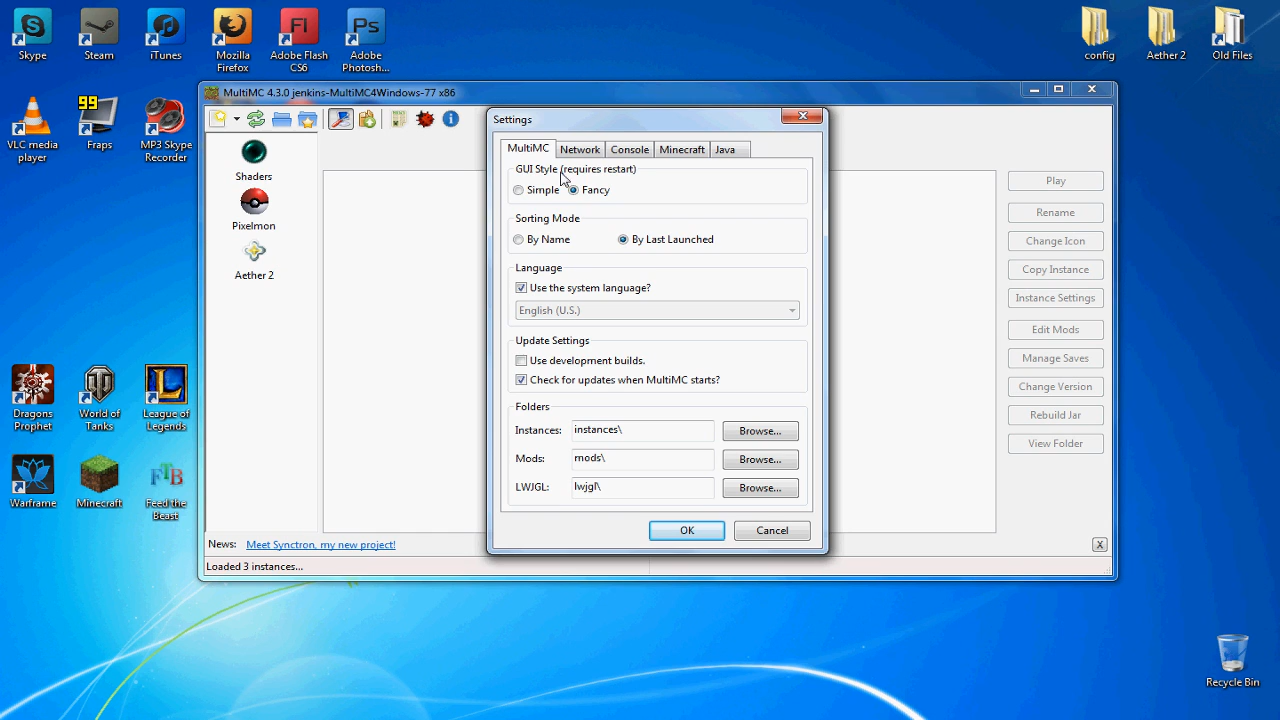 Skype
Steam
iTunes
Mozilla
Firefox
Adobe Flash
CS6
Adobe
Photosh...
config
Aether 2
Old Files
99
VLC media
player
Fraps
MP3 Skype
Recorder
MultiMC 4.3.0 jenkins-MultiMC4Windows-77 x86
Shaders
Pixelmon
Aether 2
Settings
MultiMC
Network
Console
Minecraft
Java
GUI Style (requires restart)
Simple
Fancy
Sorting Mode
By Name
By Last Launched
Language
Use the system language?
English (U.S.)
Update Settings
Use development builds.
Check for updates when MultiMC starts?
Folders
Instances:
instances\
Browse...
Mods:
mods\
Browse...
LWJGL:
lwjgl\
Browse...
OK
Cancel
Play
Rename
Change Icon
Copy Instance
Instance Settings
Edit Mods
Manage Saves
Change Version
Rebuild Jar
View Folder
News:
Meet Synctron, my new project!
X
Loaded 3 instances...
Dragons
Prophet
World of
Tanks
League of
Legends
Warframe
Minecraft
FTB
Feed the
Beast
Recycle Bin